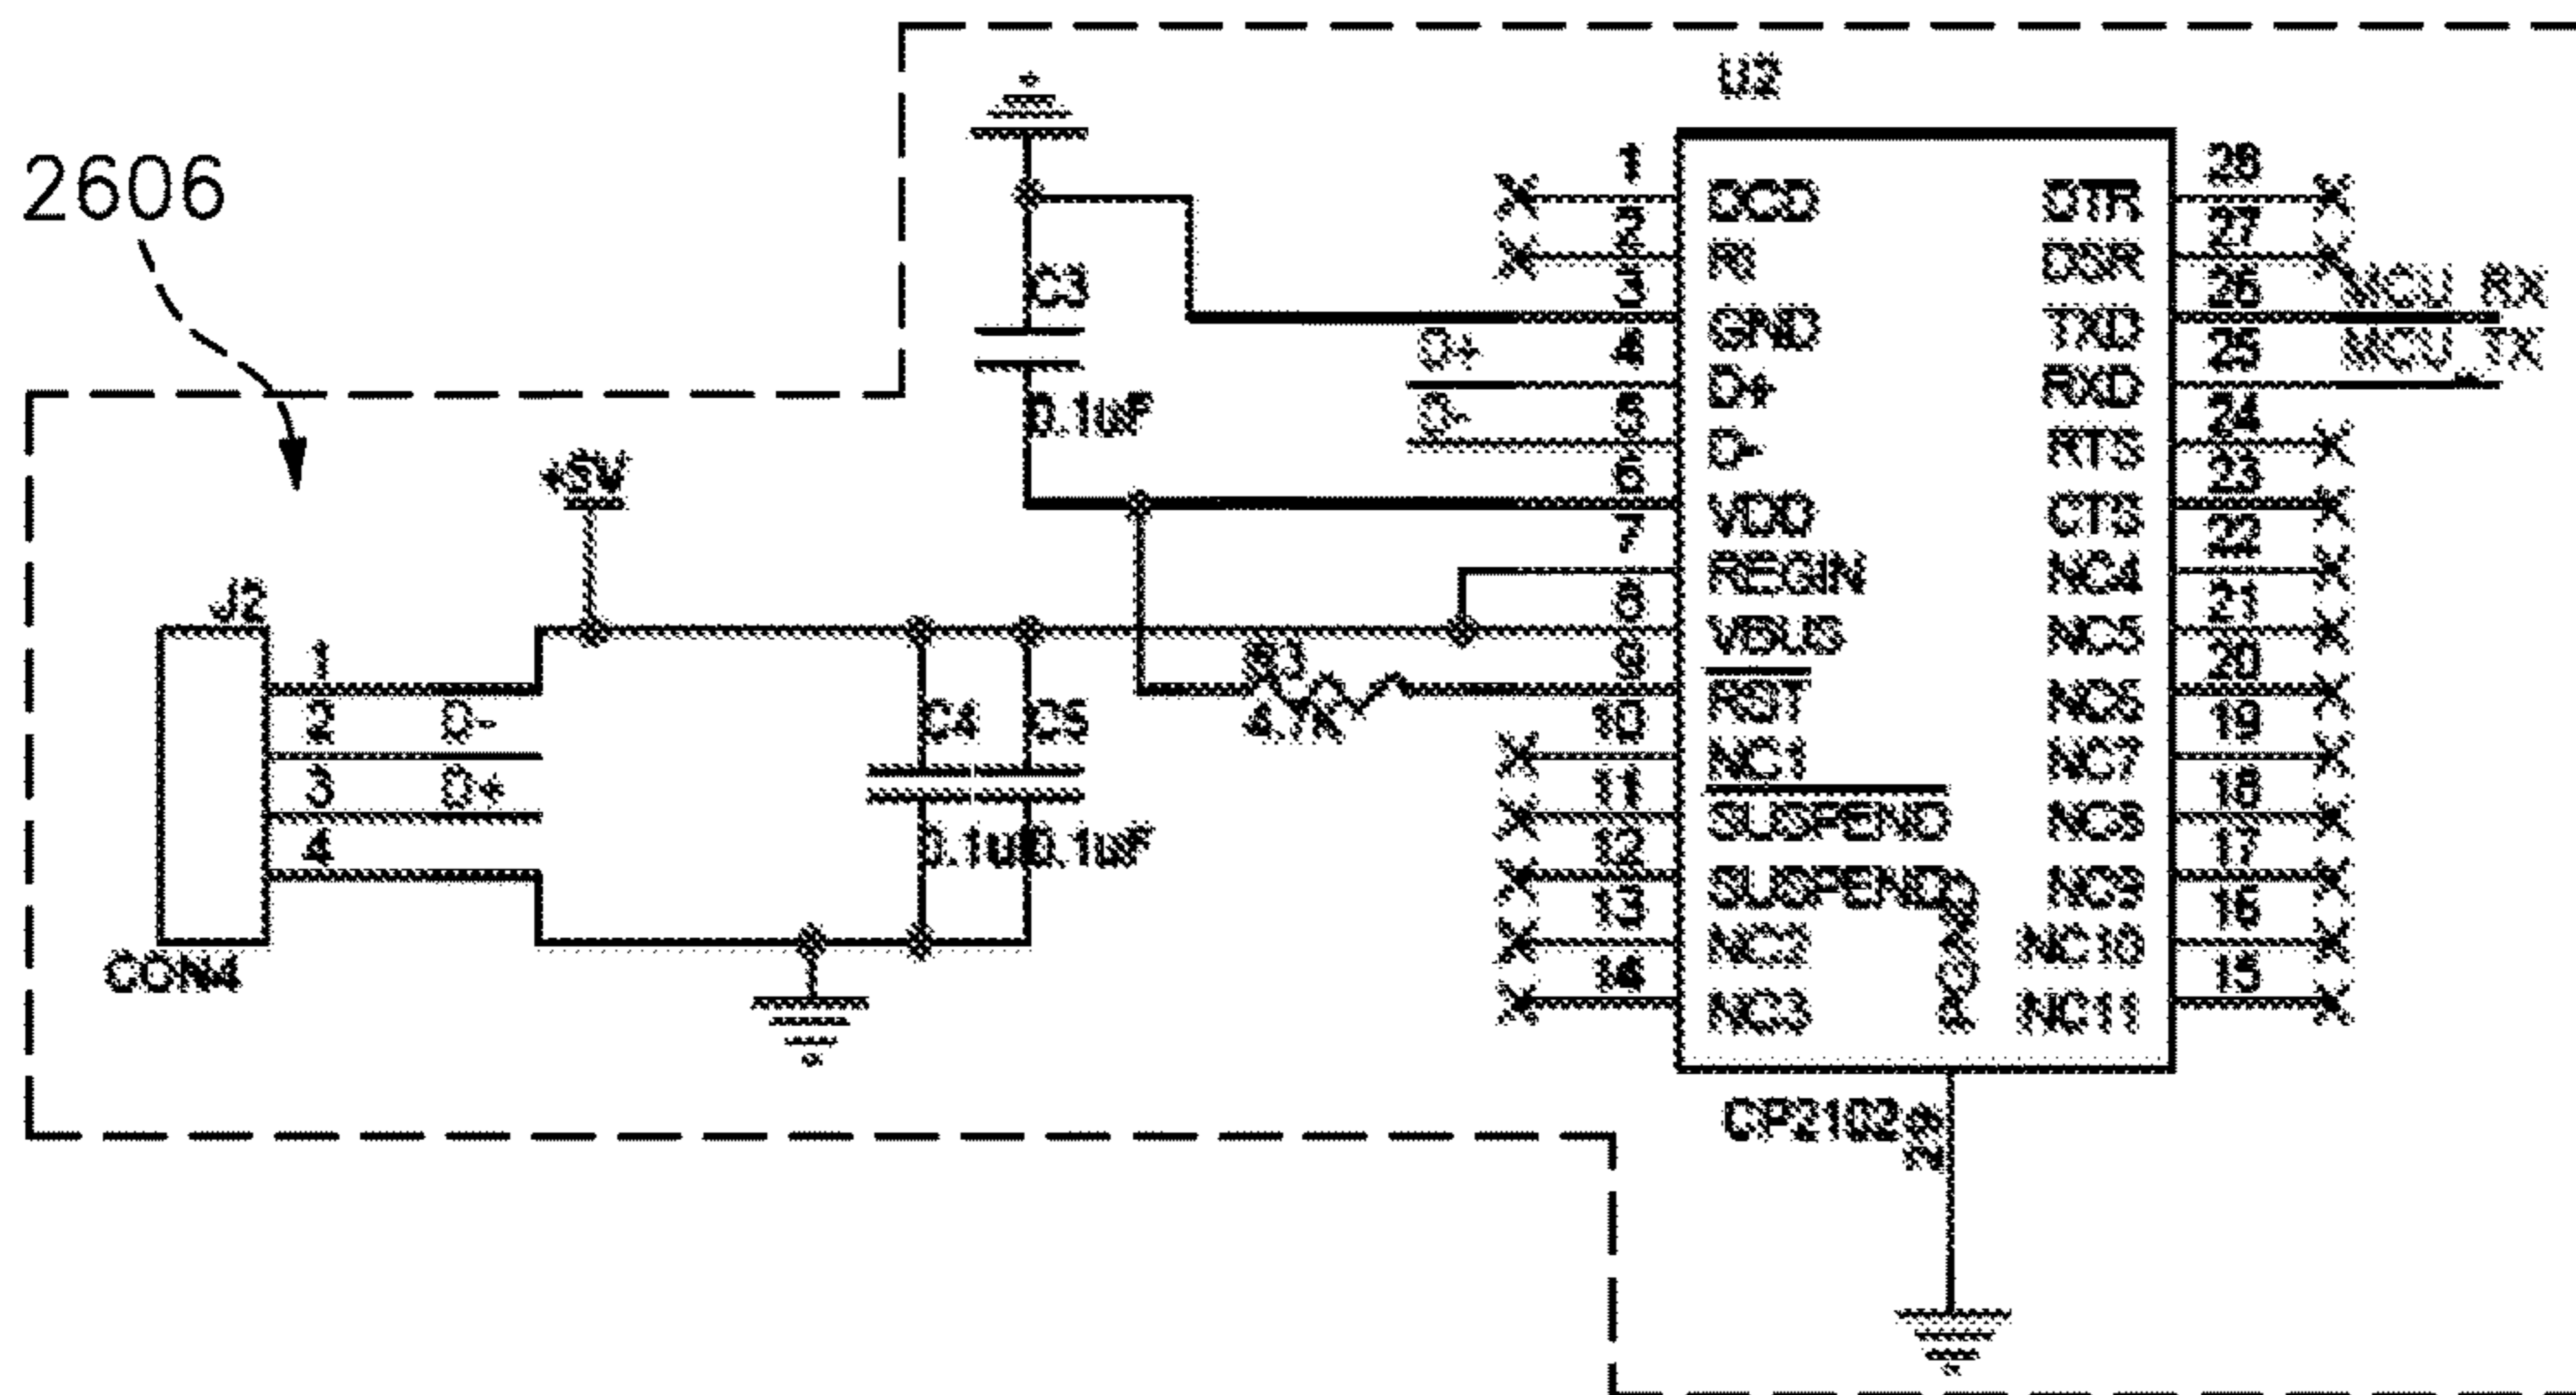 2606
U2
1 DCD
2 RI
3 GND
D+ 4 D+
D- 5 D-
6 VDD
7 REGIN
8 VBUS
9 RST
10 NC1
11 SUSPEND
12 SUSPEND
13 NC2
14 NC3
28 DTR
27 DSR
26 TXD MCU_RX
25 RXD MCU_TX
24 RTS
23 CTS
22 NC4
21 NC5
20 NC6
19 NC7
18 NC8
17 NC9
16 NC10
15 NC11
PGND
CP2102
29
C3
0.1uF
+5V
J2
1
2 D-
3 D+
4
CON4
C4 C5
0.1uF 0.1uF
R3
4.7K